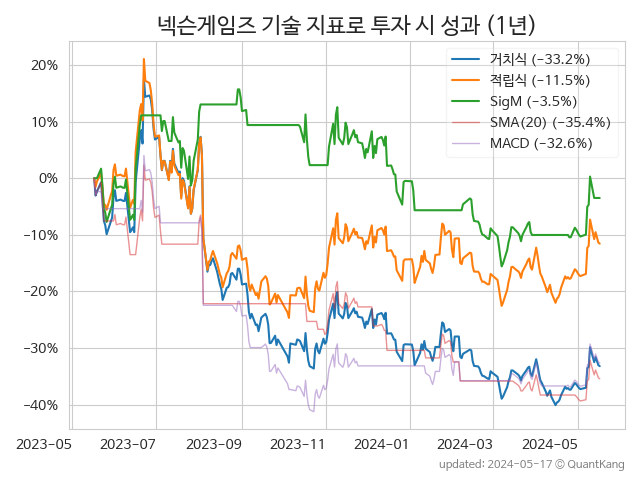 넥슨게임즈 기술 지표로 투자 시 성과 (1년)
거치식 (−33.2%)
적립식 (−11.5%)
SigM (−3.5%)
SMA(20) (−35.4%)
MACD (−32.6%)
20%
10%
0%
−10%
−20%
−30%
−40%
2023-05 2023-07 2023-09 2023-11 2024-01 2024-03 2024-05
updated: 2024-05-17 © QuantKang